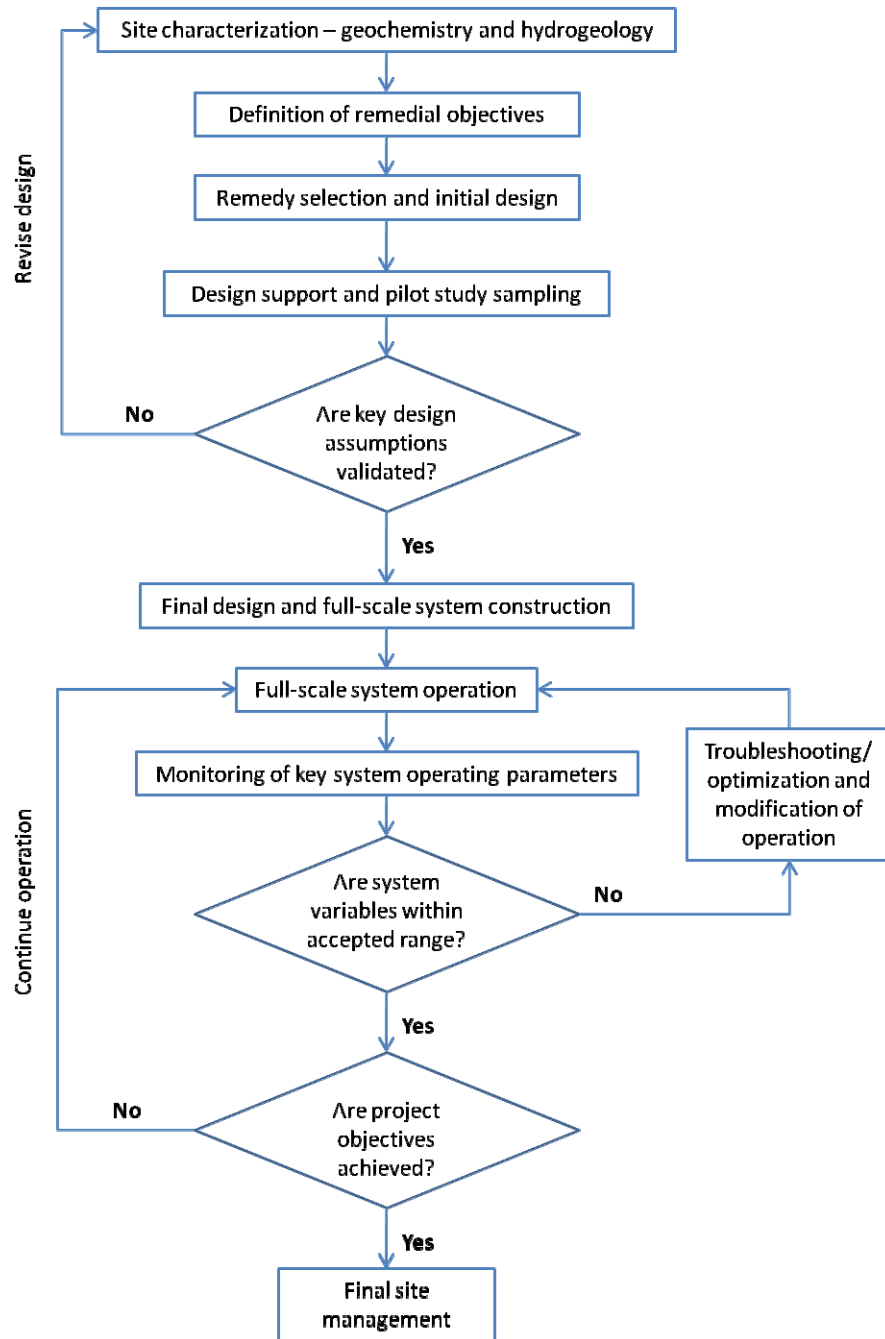 Site characterization – geochemistry and hydrogeology
Definition of remedial objectives
Remedy selection and initial design
Revise design
Design support and pilot study sampling
No
Are key design
assumptions
validated?
Yes
Final design and full-scale system construction
Full-scale system operation
Monitoring of key system operating parameters
Troubleshooting/
optimization and
modification of
operation
Continue operation
Are system
variables within
accepted range?
No
Yes
No
Are project
objectives
achieved?
Yes
Final site
management